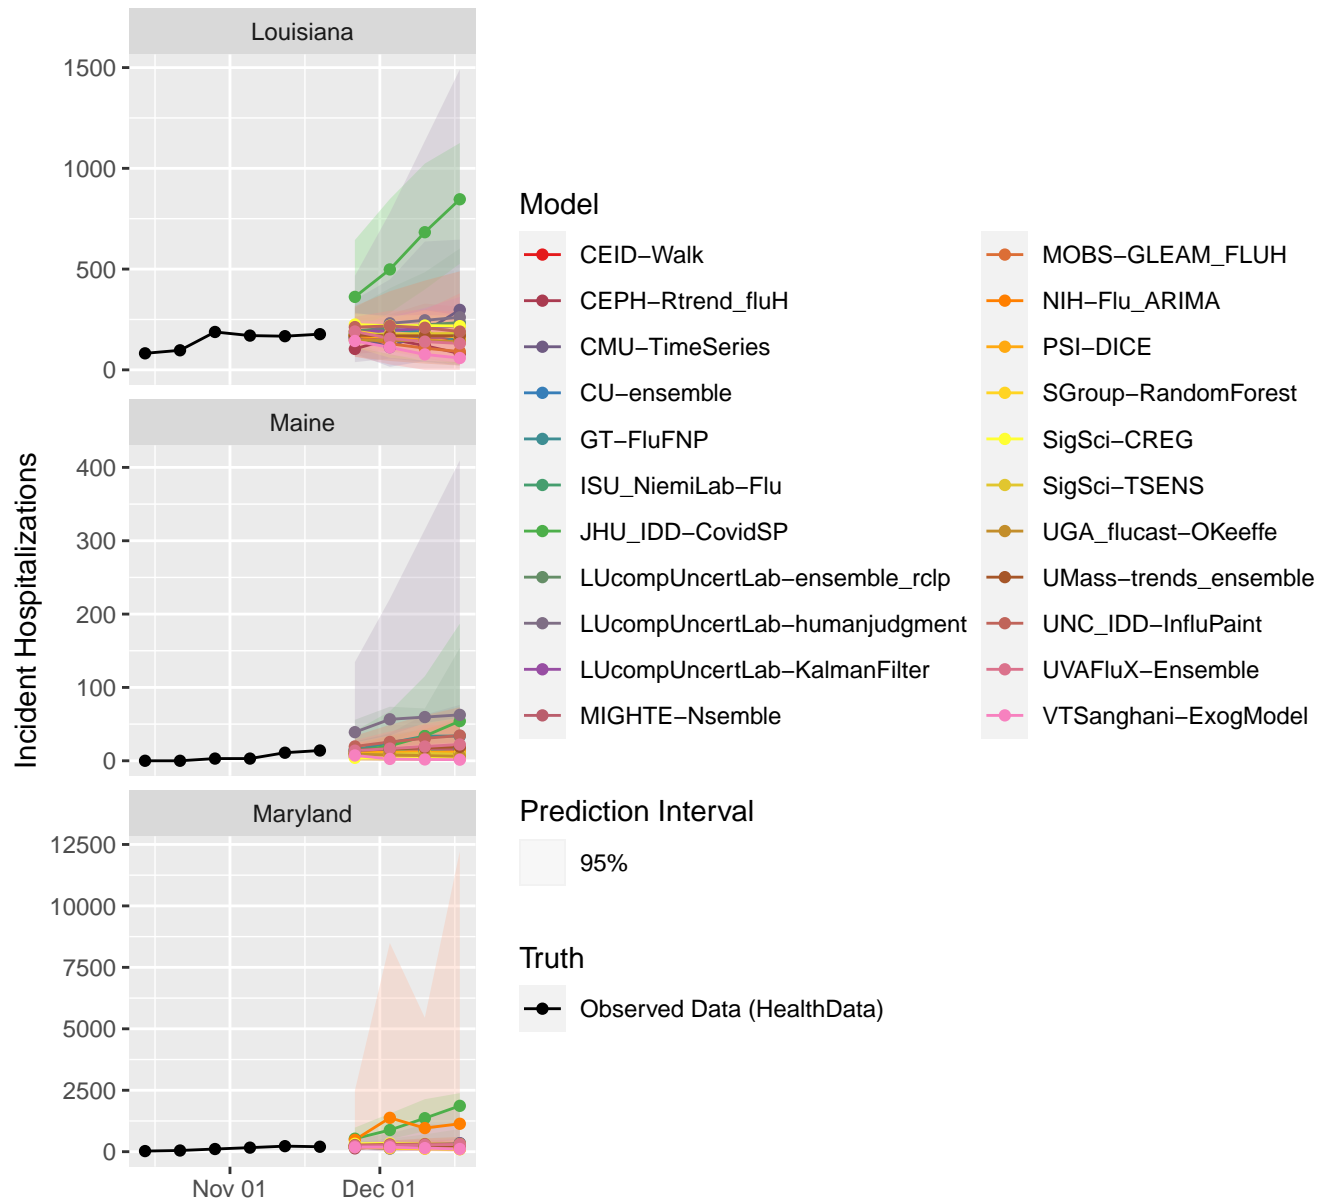 Louisiana
1500
1000
500
0
Maine
400
300
200
100
0
Maryland
12500
10000
7500
5000
2500
0
Nov 01
Dec 01
Incident Hospitalizations
Model
CEID−Walk
CEPH−Rtrend_fluH
CMU−TimeSeries
CU−ensemble
GT−FluFNP
ISU_NiemiLab−Flu
JHU_IDD−CovidSP
LUcompUncertLab−ensemble_rclp
LUcompUncertLab−humanjudgment
LUcompUncertLab−KalmanFilter
MIGHTE−Nsemble
MOBS−GLEAM_FLUH
NIH−Flu_ARIMA
PSI−DICE
SGroup−RandomForest
SigSci−CREG
SigSci−TSENS
UGA_flucast−OKeeffe
UMass−trends_ensemble
UNC_IDD−InfluPaint
UVAFluX−Ensemble
VTSanghani−ExogModel
Prediction Interval
95%
Truth
Observed Data (HealthData)